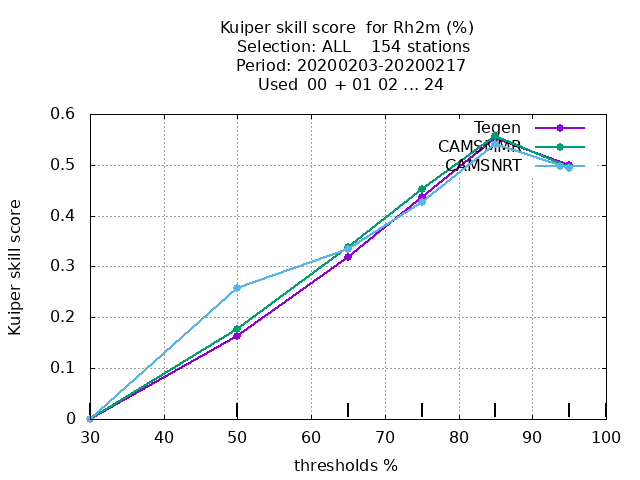 Kuiper skill score for Rh2m (%)
Selection: ALL 154 stations
Period: 20200203-20200217
Used 00 + 01 02 ... 24
0.6
0.5
0.4
0.3
0.2
0.1
0
Kuiper skill score
Tegen
CAMSMMR
CAMSNRT
30 40 50 60 70 80 90 100
thresholds %